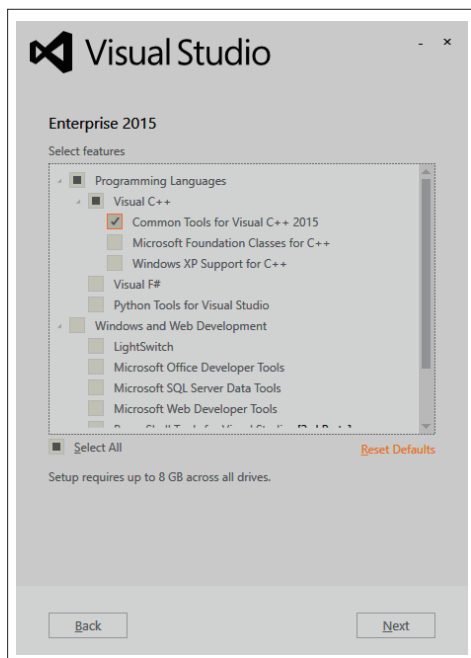 Visual Studio
Enterprise 2015
Select features
Programming Languages
Visual C++
Common Tools for Visual C++ 2015
Microsoft Foundation Classes for C++
Windows XP Support for C++
Visual F#
Python Tools for Visual Studio
Windows and Web Development
LightSwitch
Microsoft Office Developer Tools
Microsoft SQL Server Data Tools
Microsoft Web Developer Tools
Select All
Reset Defaults
Setup requires up to 8 GB across all drives.
Back
Next